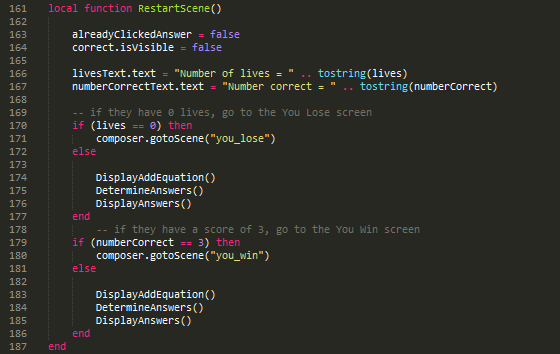 161 local function RestartScene()
162
163 alreadyClickedAnswer = false
164 correct.isVisible = false
165
166 livesText.text = "Number of lives = " .. tostring(lives)
167 numberCorrectText.text = "Number correct = " .. tostring(numberCorrect)
168
169 -- if they have 0 lives, go to the You Lose screen
170 if (lives == 0) then
171 composer.gotoScene("you_lose")
172 else
173
174 DisplayAddEquation()
175 DetermineAnswers()
176 DisplayAnswers()
177 end
178 -- if they have a score of 3, go to the You Win screen
179 if (numberCorrect == 3) then
180 composer.gotoScene("you_win")
181 else
182
183 DisplayAddEquation()
184 DetermineAnswers()
185 DisplayAnswers()
186 end
187 end